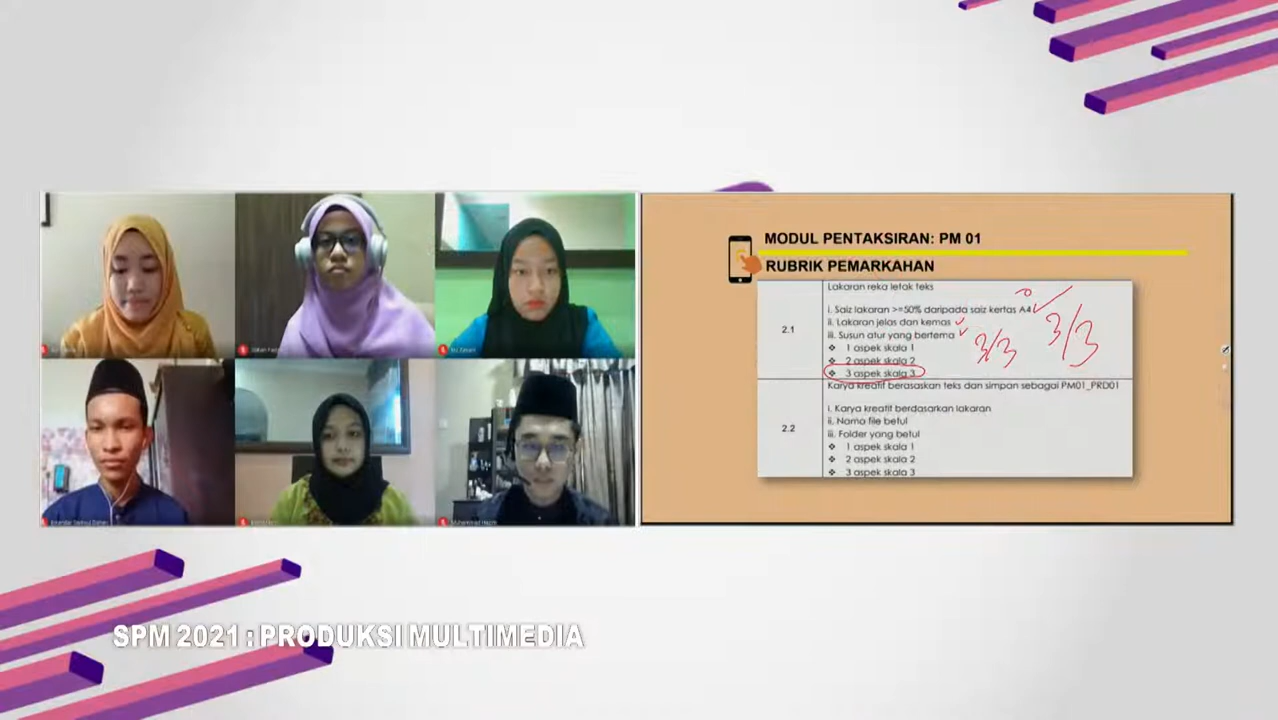 MODUL PENTAKSIRAN: PM 01
RUBRIK PEMARKAHAN
Lakaran reka letak teks
2.1
i. Saiz lakaran >=50% daripada saiz kertas A4
ii. Lakaran jelas dan kemas
iii. Susun atur yang bertema
❖ 1 aspek skala 1
❖ 2 aspek skala 2
❖ 3 aspek skala 3
3/3
3/3
Karya kreatif berasaskan teks dan simpan sebagai PM01_PRD01
2.2
i. Karya kreatif berdasarkan lakaran
ii. Nama file betul
iii. Folder yang betul
❖ 1 aspek skala 1
❖ 2 aspek skala 2
❖ 3 aspek skala 3
Muhammad Hazim
SPM 2021 : PRODUKSI MULTIMEDIA